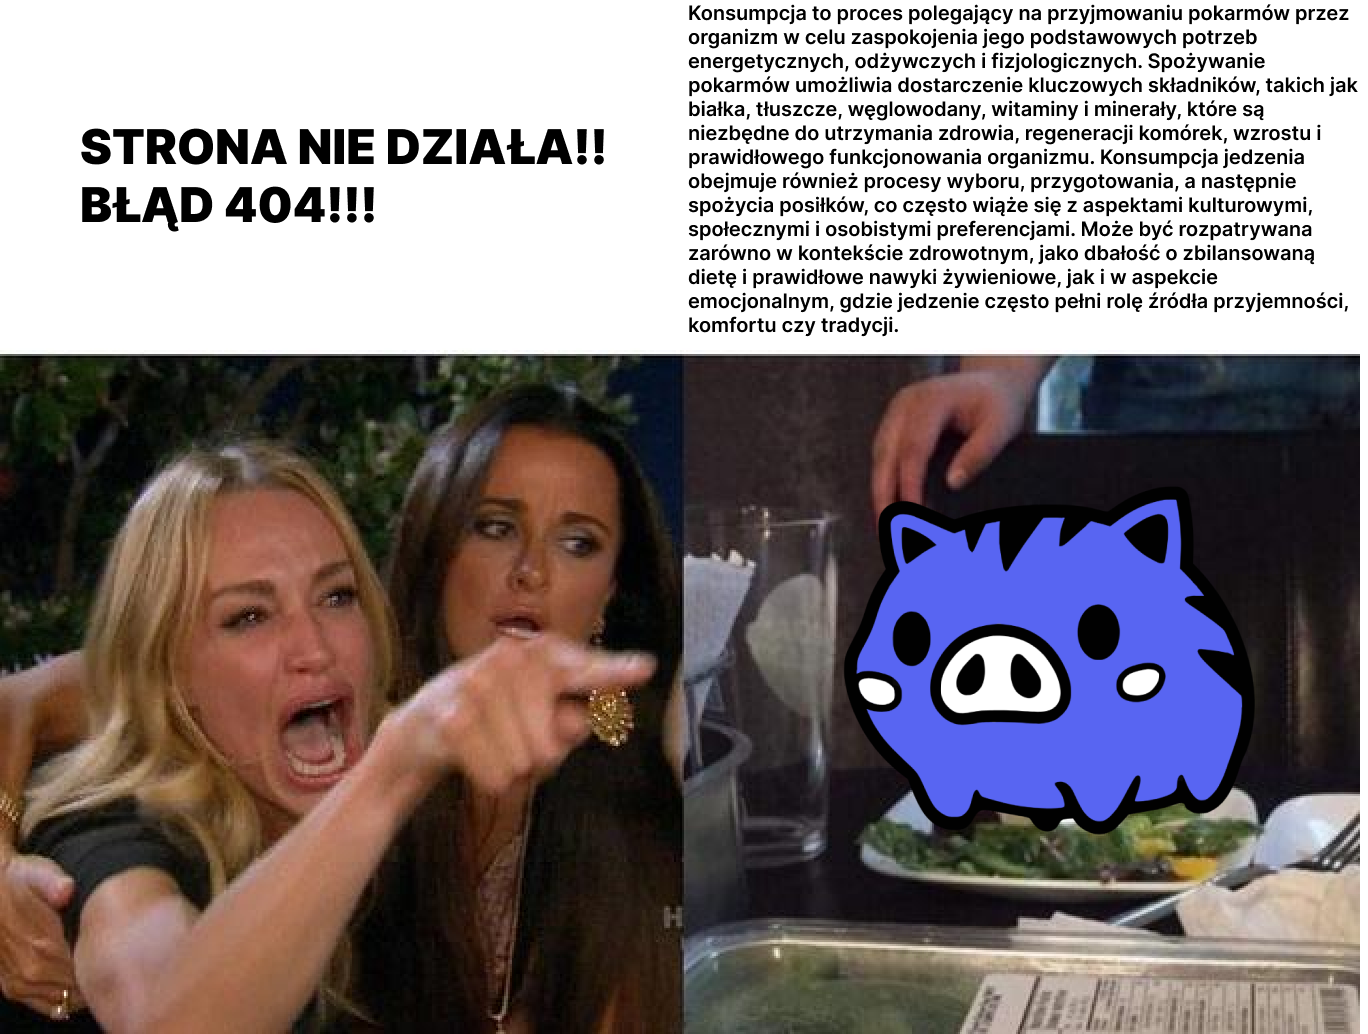 STRONA NIE DZIAŁA!!
BŁĄD 404!!!
Konsumpcja to proces polegający na przyjmowaniu pokarmów przez
organizm w celu zaspokojenia jego podstawowych potrzeb
energetycznych, odżywczych i fizjologicznych. Spożywanie
pokarmów umożliwia dostarczenie kluczowych składników, takich jak
białka, tłuszcze, węglowodany, witaminy i minerały, które są
niezbędne do utrzymania zdrowia, regeneracji komórek, wzrostu i
prawidłowego funkcjonowania organizmu. Konsumpcja jedzenia
obejmuje również procesy wyboru, przygotowania, a następnie
spożycia posiłków, co często wiąże się z aspektami kulturowymi,
społecznymi i osobistymi preferencjami. Może być rozpatrywana
zarówno w kontekście zdrowotnym, jako dbałość o zbilansowaną
dietę i prawidłowe nawyki żywieniowe, jak i w aspekcie
emocjonalnym, gdzie jedzenie często pełni rolę źródła przyjemności,
komfortu czy tradycji.
H